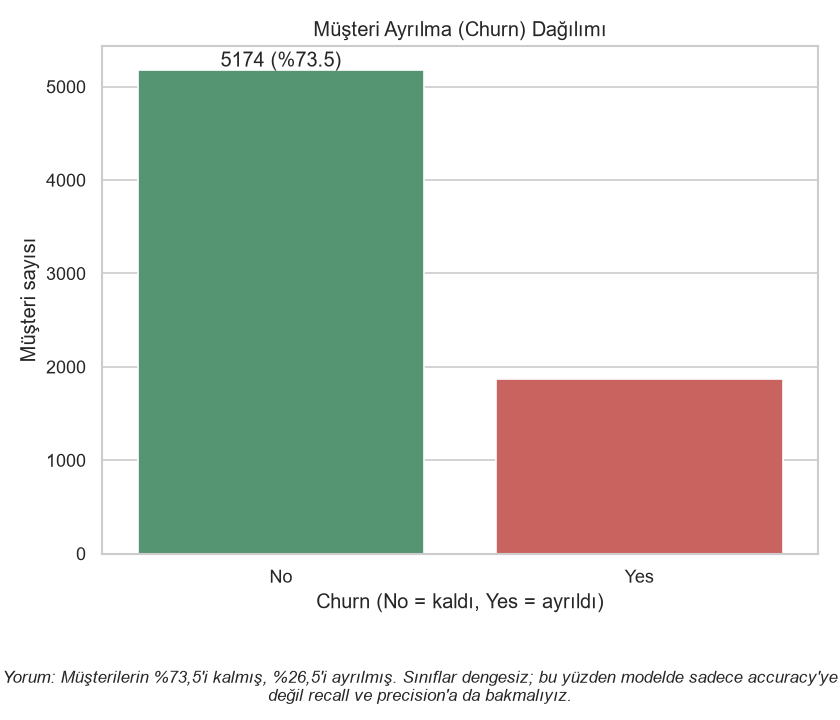 Müşteri Ayrılma (Churn) Dağılımı
5174 (%73.5)
5000
4000
3000
2000
1000
0
Müşteri sayısı
No
Yes
Churn (No = kaldı, Yes = ayrıldı)
Yorum: Müşterilerin %73,5'i kalmış, %26,5'i ayrılmış. Sınıflar dengesiz; bu yüzden modelde sadece accuracy'ye
değil recall ve precision'a da bakmalıyız.